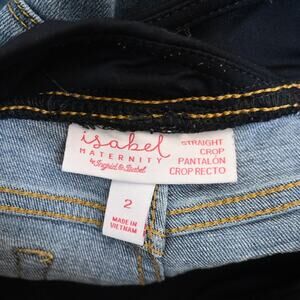 isabel
MATERNITY
by Ingrid & Isabel
STRAIGHT
CROP
PANTALÓN
CROP RECTO
2
MADE IN
VIETNAM